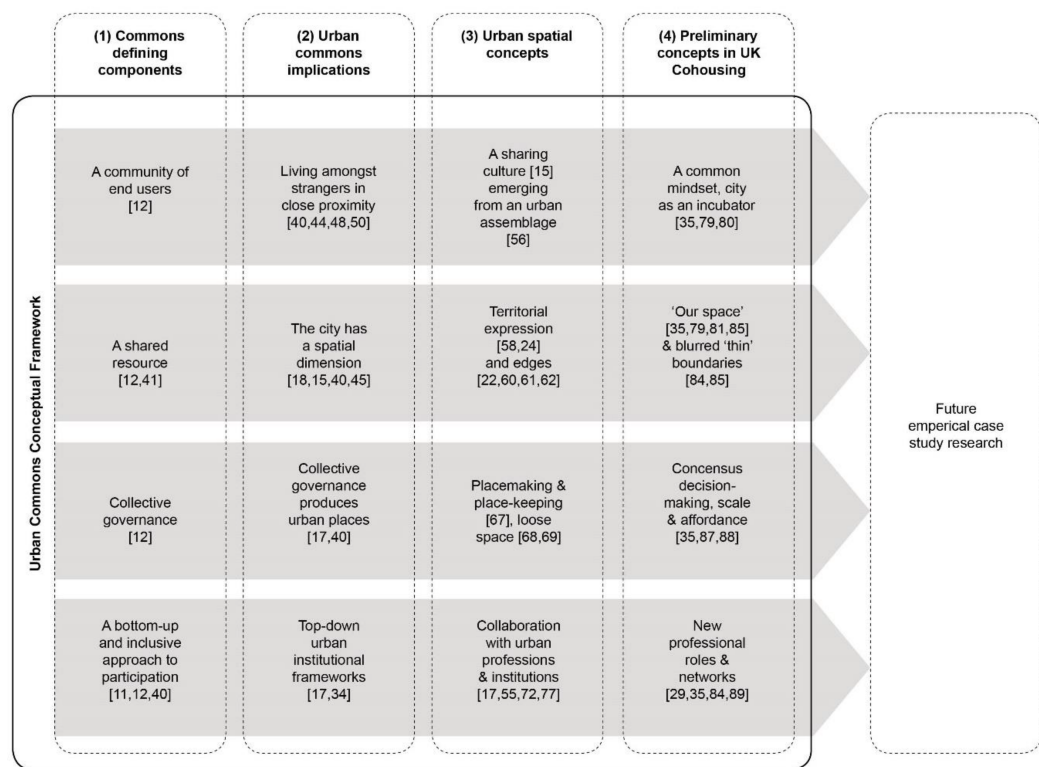 (1) Commons
defining
components
(2) Urban
commons
implications
(3) Urban spatial
concepts
(4) Preliminary
concepts in UK
Cohousing
Urban Commons Conceptual Framework
A community of
end users
[12]
Living amongst
strangers in
close proximity
[40,44,48,50]
A sharing
culture [15]
emerging
from an urban
assemblage
[56]
A common
mindset, city
as an incubator
[35,79,80]
A shared
resource
[12,41]
The city has
a spatial
dimension
[18,15,40,45]
Territorial
expression
[58,24]
and edges
[22,60,61,62]
‘Our space’
[35,79,81,85]
& blurred ‘thin’
boundaries
[84,85]
Collective
governance
[12]
Collective
governance
produces
urban places
[17,40]
Placemaking &
place-keeping
[67], loose
space [68,69]
Concensus
decision-
making, scale
& affordance
[35,87,88]
A bottom-up
and inclusive
approach to
participation
[11,12,40]
Top-down
urban
institutional
frameworks
[17,34]
Collaboration
with urban
professions
& institutions
[17,55,72,77]
New
professional
roles &
networks
[29,35,84,89]
Future
emperical case
study research